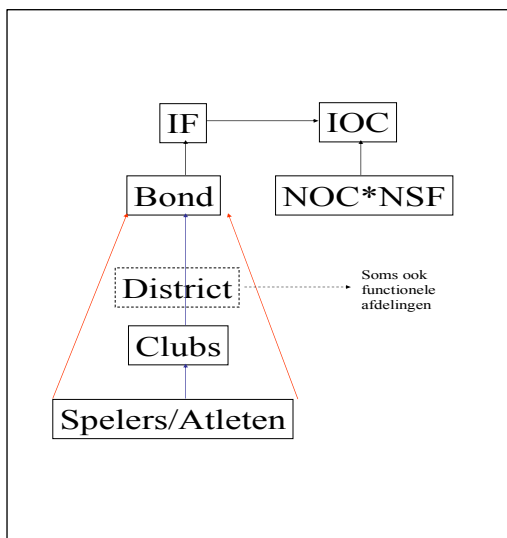 IF
IOC
Bond
NOC*NSF
District
Soms ook
functionele
afdelingen
Clubs
Spelers/Atleten